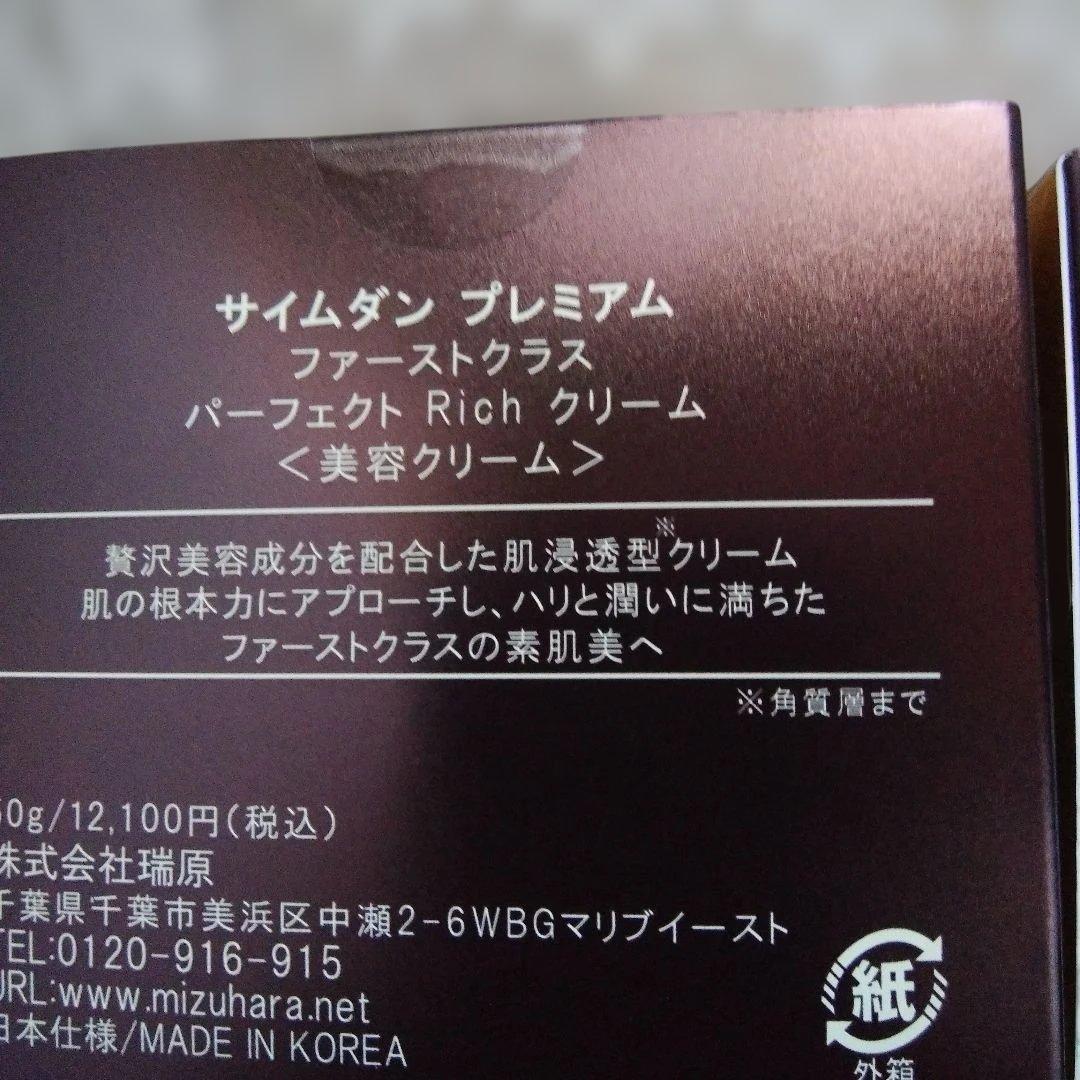 サイムダン プレミアム
ファーストクラス
パーフェクト Rich クリーム
＜美容クリーム＞
贅沢美容成分を配合した肌浸透型※クリーム
肌の根本力にアプローチし、ハリと潤いに満ちた
ファーストクラスの素肌美へ
※角質層まで
50g/12,100円(税込)
株式会社瑞原
千葉県千葉市美浜区中瀬2-6WBGマリブイースト
TEL:0120-916-915
URL:www.mizuhara.net
日本仕様/MADE IN KOREA
紙
外箱